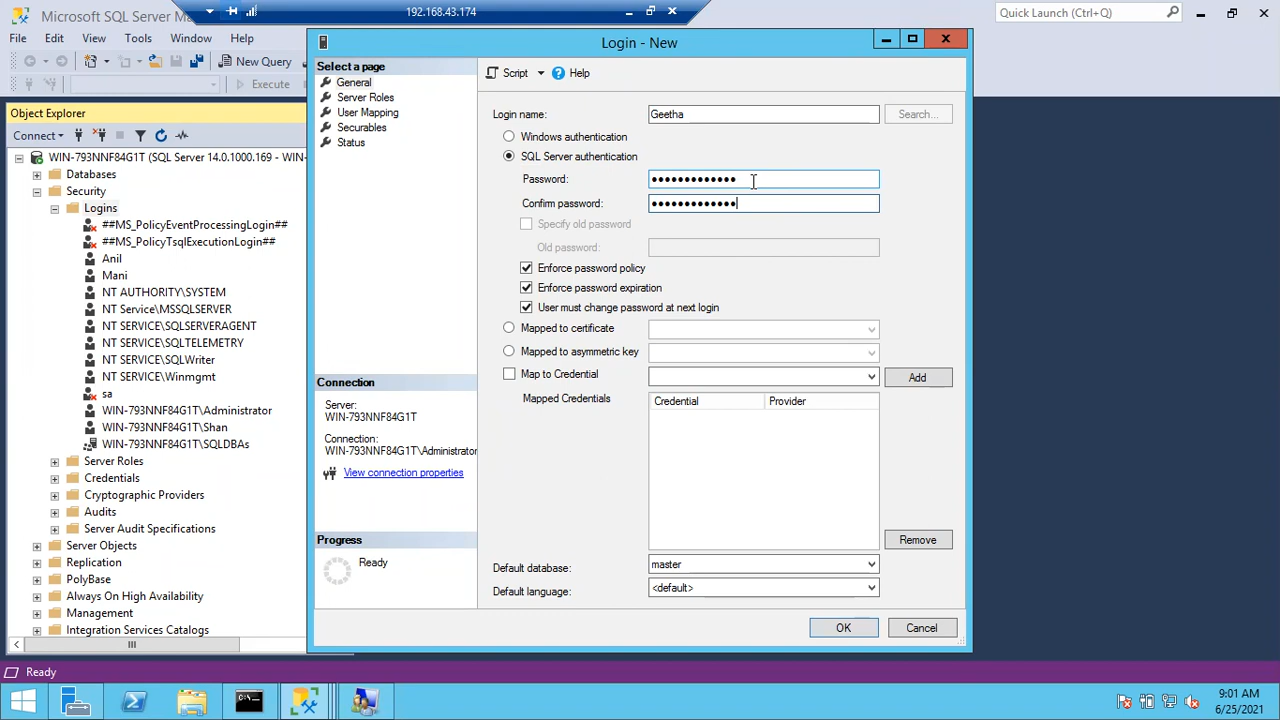 Microsoft SQL Server Ma
192.168.43.174
Quick Launch (Ctrl+Q)
File Edit View Tools Window Help
New Query
Execute
Object Explorer
Connect
WIN-793NNF84G1T (SQL Server 14.0.1000.169 - WIN-
Databases
Security
Logins
##MS_PolicyEventProcessingLogin##
##MS_PolicyTsqlExecutionLogin##
Anil
Mani
NT AUTHORITY\SYSTEM
NT Service\MSSQLSERVER
NT SERVICE\SQLSERVERAGENT
NT SERVICE\SQLTELEMETRY
NT SERVICE\SQLWriter
NT SERVICE\Winmgmt
sa
WIN-793NNF84G1T\Administrator
WIN-793NNF84G1T\Shan
WIN-793NNF84G1T\SQLDBAs
Server Roles
Credentials
Cryptographic Providers
Audits
Server Audit Specifications
Server Objects
Replication
PolyBase
Always On High Availability
Management
Integration Services Catalogs
Ready
Login - New
Select a page
General
Server Roles
User Mapping
Securables
Status
Connection
Server:
WIN-793NNF84G1T
Connection:
WIN-793NNF84G1T\Administrator
View connection properties
Progress
Ready
Script Help
Login name: Geetha Search...
Windows authentication
SQL Server authentication
Password: •••••••••••••
Confirm password: •••••••••••••
Specify old password
Old password:
Enforce password policy
Enforce password expiration
User must change password at next login
Mapped to certificate
Mapped to asymmetric key
Map to Credential Add
Mapped Credentials Credential Provider
Remove
Default database: master
Default language: <default>
OK Cancel
9:01 AM
6/25/2021